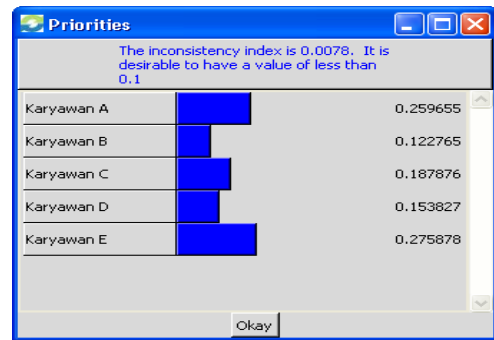 Priorities
The inconsistency index is 0.0078. It is
desirable to have a value of less than
0.1
Karyawan A 0.259655
Karyawan B 0.122765
Karyawan C 0.187876
Karyawan D 0.153827
Karyawan E 0.275878
Okay